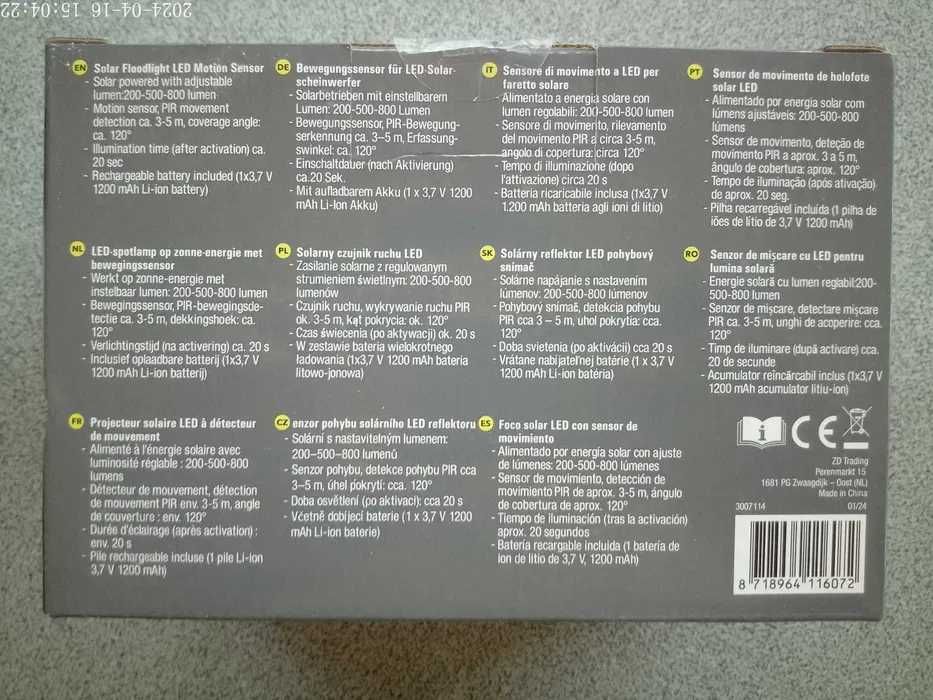 2024-04-16 15:04:22
EN Solar Floodlight LED Motion Sensor
- Solar powered with adjustable
lumen:200-500-800 lumen
- Motion sensor, PIR movement
detection ca. 3-5 m, coverage angle:
ca. 120°
- Illumination time (after activation) ca.
20 sec
- Rechargeable battery included (1x3,7 V
1200 mAh Li-ion battery)
DE Bewegungssensor für LED-Solar-
scheinwerfer
- Solarbetrieben mit einstellbarem
Lumen: 200-500-800 Lumen
- Bewegungssensor, PIR-Bewegung-
serkennung ca. 3–5 m, Erfassung-
swinkel: ca. 120°
- Einschaltdauer (nach Aktivierung)
ca.20 Sek.
- Mit aufladbarem Akku (1 x 3,7 V 1200
mAh Li-Ion Akku)
IT Sensore di movimento a LED per
faretto solare
- Alimentato a energia solare con
lumen regolabili: 200-500-800 lumen
- Sensore di movimento, rilevamento
del movimento PIR a circa 3-5 m,
angolo di copertura: circa 120°
- Tempo di illuminazione (dopo
l'attivazione) circa 20 s
- Batteria ricaricabile inclusa (1x3,7 V
1.200 mAh batteria agli ioni di litio)
PT Sensor de movimento de holofote
solar LED
- Alimentado por energia solar com
lúmens ajustáveis: 200-500-800
lúmens
- Sensor de movimento, deteção de
movimento PIR a aprox. 3 a 5 m,
ângulo de cobertura: aprox. 120°
- Tempo de iluminação (após ativação)
de aprox. 20 seg.
- Pilha recarregável incluída (1 pilha de
iões de lítio de 3,7 V 1200 mAh)
NL LED-spotlamp op zonne-energie met
bewegingssensor
- Werkt op zonne-energie met
instelbaar lumen: 200-500-800 lumen
- Bewegingssensor, PIR-bewegingsde-
tectie ca. 3-5 m, dekkingshoek: ca.
120°
- Verlichtingstijd (na activering) ca. 20 s
- Inclusief oplaadbare batterij (1x3,7 V
1200 mAh Li-ion batterij)
PL Solarny czujnik ruchu LED
- Zasilanie solarne z regulowanym
strumieniem świetlnym: 200-500-800
lumenów
- Czujnik ruchu, wykrywanie ruchu PIR
ok. 3-5 m, kąt pokrycia: ok. 120°
- Czas świecenia (po aktywacji) ok. 20 s
- W zestawie bateria wielokrotnego
ładowania (1x3,7 V 1200 mAh bateria
litowo-jonowa)
SK Solárny reflektor LED pohybový
snímač
- Solárne napájanie s nastavením
lúmenov: 200-500-800 lúmenov
- Pohybový snímač, detekcia pohybu
PIR cca 3 – 5 m, uhol pokrytia: cca.
120°
- Doba svietenia (po aktivácii) cca 20 s
- Vrátane nabíjateľnej batérie (1 x 3,7 V
1200 mAh Li-ion batéria)
RO Senzor de mișcare cu LED pentru
lumina solară
- Energie solară cu lumen reglabil:200-
500-800 lumen
- Senzor de mișcare, detectare mișcare
PIR ca. 3-5 m, unghi de acoperire: cca.
120°
- Timp de iluminare (după activare) cca.
20 de secunde
- Acumulator reîncărcabil inclus (1x3,7 V
1200 mAh acumulator litiu-ion)
FR Projecteur solaire LED à détecteur
de mouvement
- Alimenté à l'énergie solaire avec
luminosité réglable : 200-500-800
lumens
- Détecteur de mouvement, détection
de mouvement PIR env. 3-5 m, angle
de couverture : env. 120°
- Durée d'éclairage (après activation) :
env. 20 s
- Pile rechargeable incluse (1 pile Li-ion
3,7 V 1200 mAh)
CZ enzor pohybu solárního LED reflektoru
- Solární s nastavitelným lumenem:
200–500–800 lumenů
- Senzor pohybu, detekce pohybu PIR cca
3–5 m, úhel pokrytí: cca. 120°
- Doba osvětlení (po aktivaci): cca 20 s
- Včetně dobíjecí baterie (1 x 3,7 V 1200
mAh Li-ion baterie)
ES Foco solar LED con sensor de
movimiento
- Alimentado por energía solar con ajuste
de lúmenes: 200-500-800 lúmenes
- Sensor de movimiento, detección de
movimiento PIR de aprox. 3-5 m, ángulo
de cobertura de aprox. 120°
- Tiempo de iluminación (tras la activación)
aprox. 20 segundos
- Batería recargable incluida (1 batería de
ion de litio de 3,7 V, 1200 mAh)
i CE
ZD Trading
Perenmarkt 15
1681 PG Zwaagdijk – Oost (NL)
Made in China
3007114 01/24
8 718964 116072